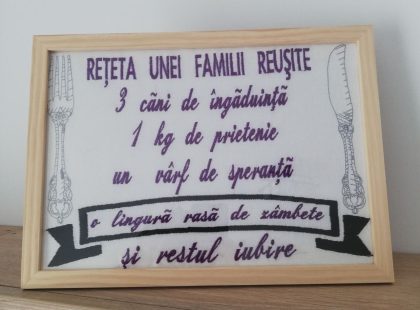 REȚETA UNEI FAMILII REUȘITE
3 căni de îngăduință
1 kg de prietenie
un vârf de speranță
o lingură rasă de zâmbete
și restul iubire